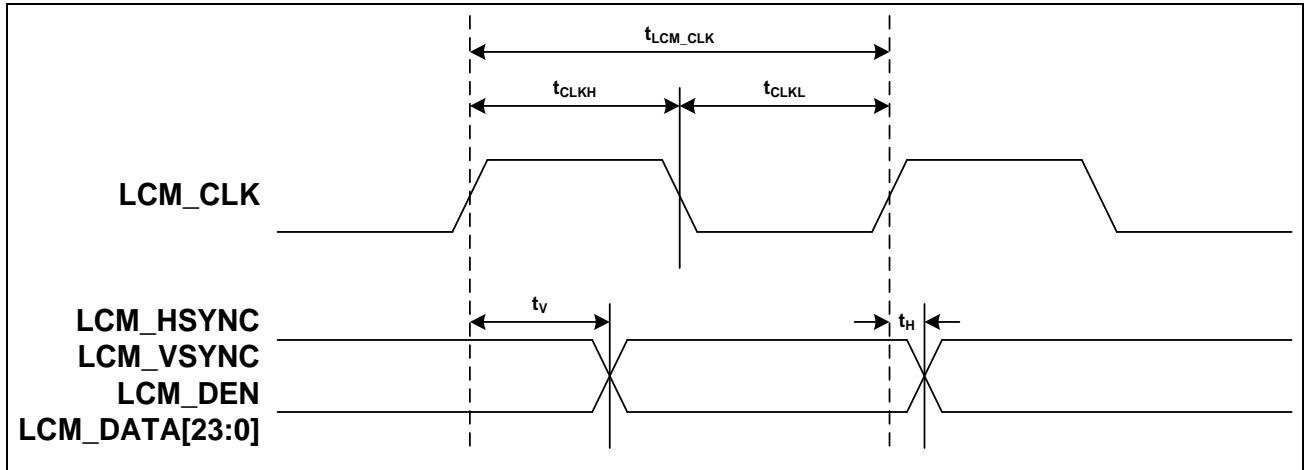 tLCM_CLK
tCLKH
tCLKL
LCM_CLK
tV
tH
LCM_HSYNC
LCM_VSYNC
LCM_DEN
LCM_DATA[23:0]